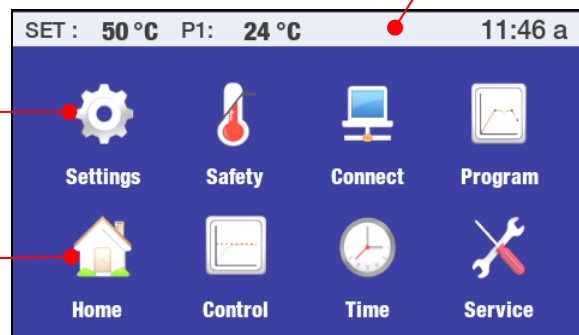 SET : 50 °C P1: 24 °C 11:46 a
Settings Safety Connect Program
Home Control Time Service